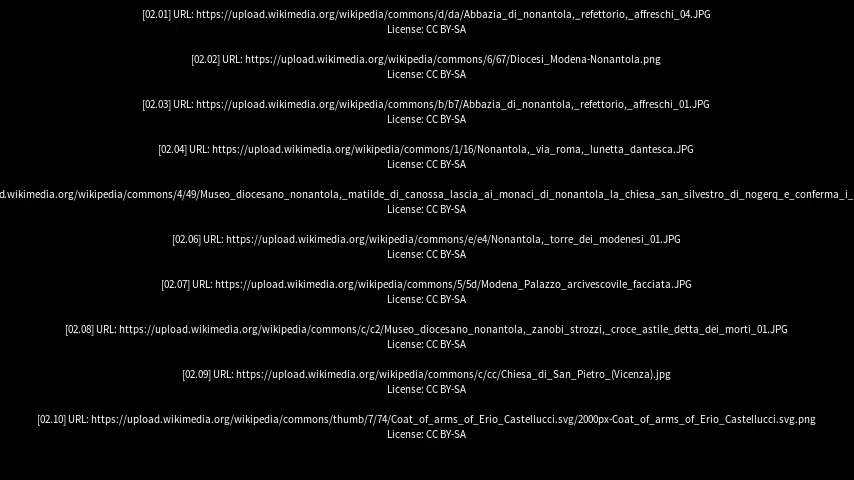 [02.01] URL: https://upload.wikimedia.org/wikipedia/commons/d/da/Abbazia_di_nonantola,_refettorio,_affreschi_04.JPG
License: CC BY-SA
[02.02] URL: https://upload.wikimedia.org/wikipedia/commons/6/67/Diocesi_Modena-Nonantola.png
License: CC BY-SA
[02.03] URL: https://upload.wikimedia.org/wikipedia/commons/b/b7/Abbazia_di_nonantola,_refettorio,_affreschi_01.JPG
License: CC BY-SA
[02.04] URL: https://upload.wikimedia.org/wikipedia/commons/1/16/Nonantola,_via_roma,_lunetta_dantesca.JPG
License: CC BY-SA
d.wikimedia.org/wikipedia/commons/4/49/Museo_diocesano_nonantola,_matilde_di_canossa_lascia_ai_monaci_di_nonantola_la_chiesa_san_silvestro_di_nogerq_e_conferma_i_
License: CC BY-SA
[02.06] URL: https://upload.wikimedia.org/wikipedia/commons/e/e4/Nonantola,_torre_dei_modenesi_01.JPG
License: CC BY-SA
[02.07] URL: https://upload.wikimedia.org/wikipedia/commons/5/5d/Modena_Palazzo_arcivescovile_facciata.JPG
License: CC BY-SA
[02.08] URL: https://upload.wikimedia.org/wikipedia/commons/c/c2/Museo_diocesano_nonantola,_zanobi_strozzi,_croce_astile_detta_dei_morti_01.JPG
License: CC BY-SA
[02.09] URL: https://upload.wikimedia.org/wikipedia/commons/c/cc/Chiesa_di_San_Pietro_(Vicenza).jpg
License: CC BY-SA
[02.10] URL: https://upload.wikimedia.org/wikipedia/commons/thumb/7/74/Coat_of_arms_of_Erio_Castellucci.svg/2000px-Coat_of_arms_of_Erio_Castellucci.svg.png
License: CC BY-SA